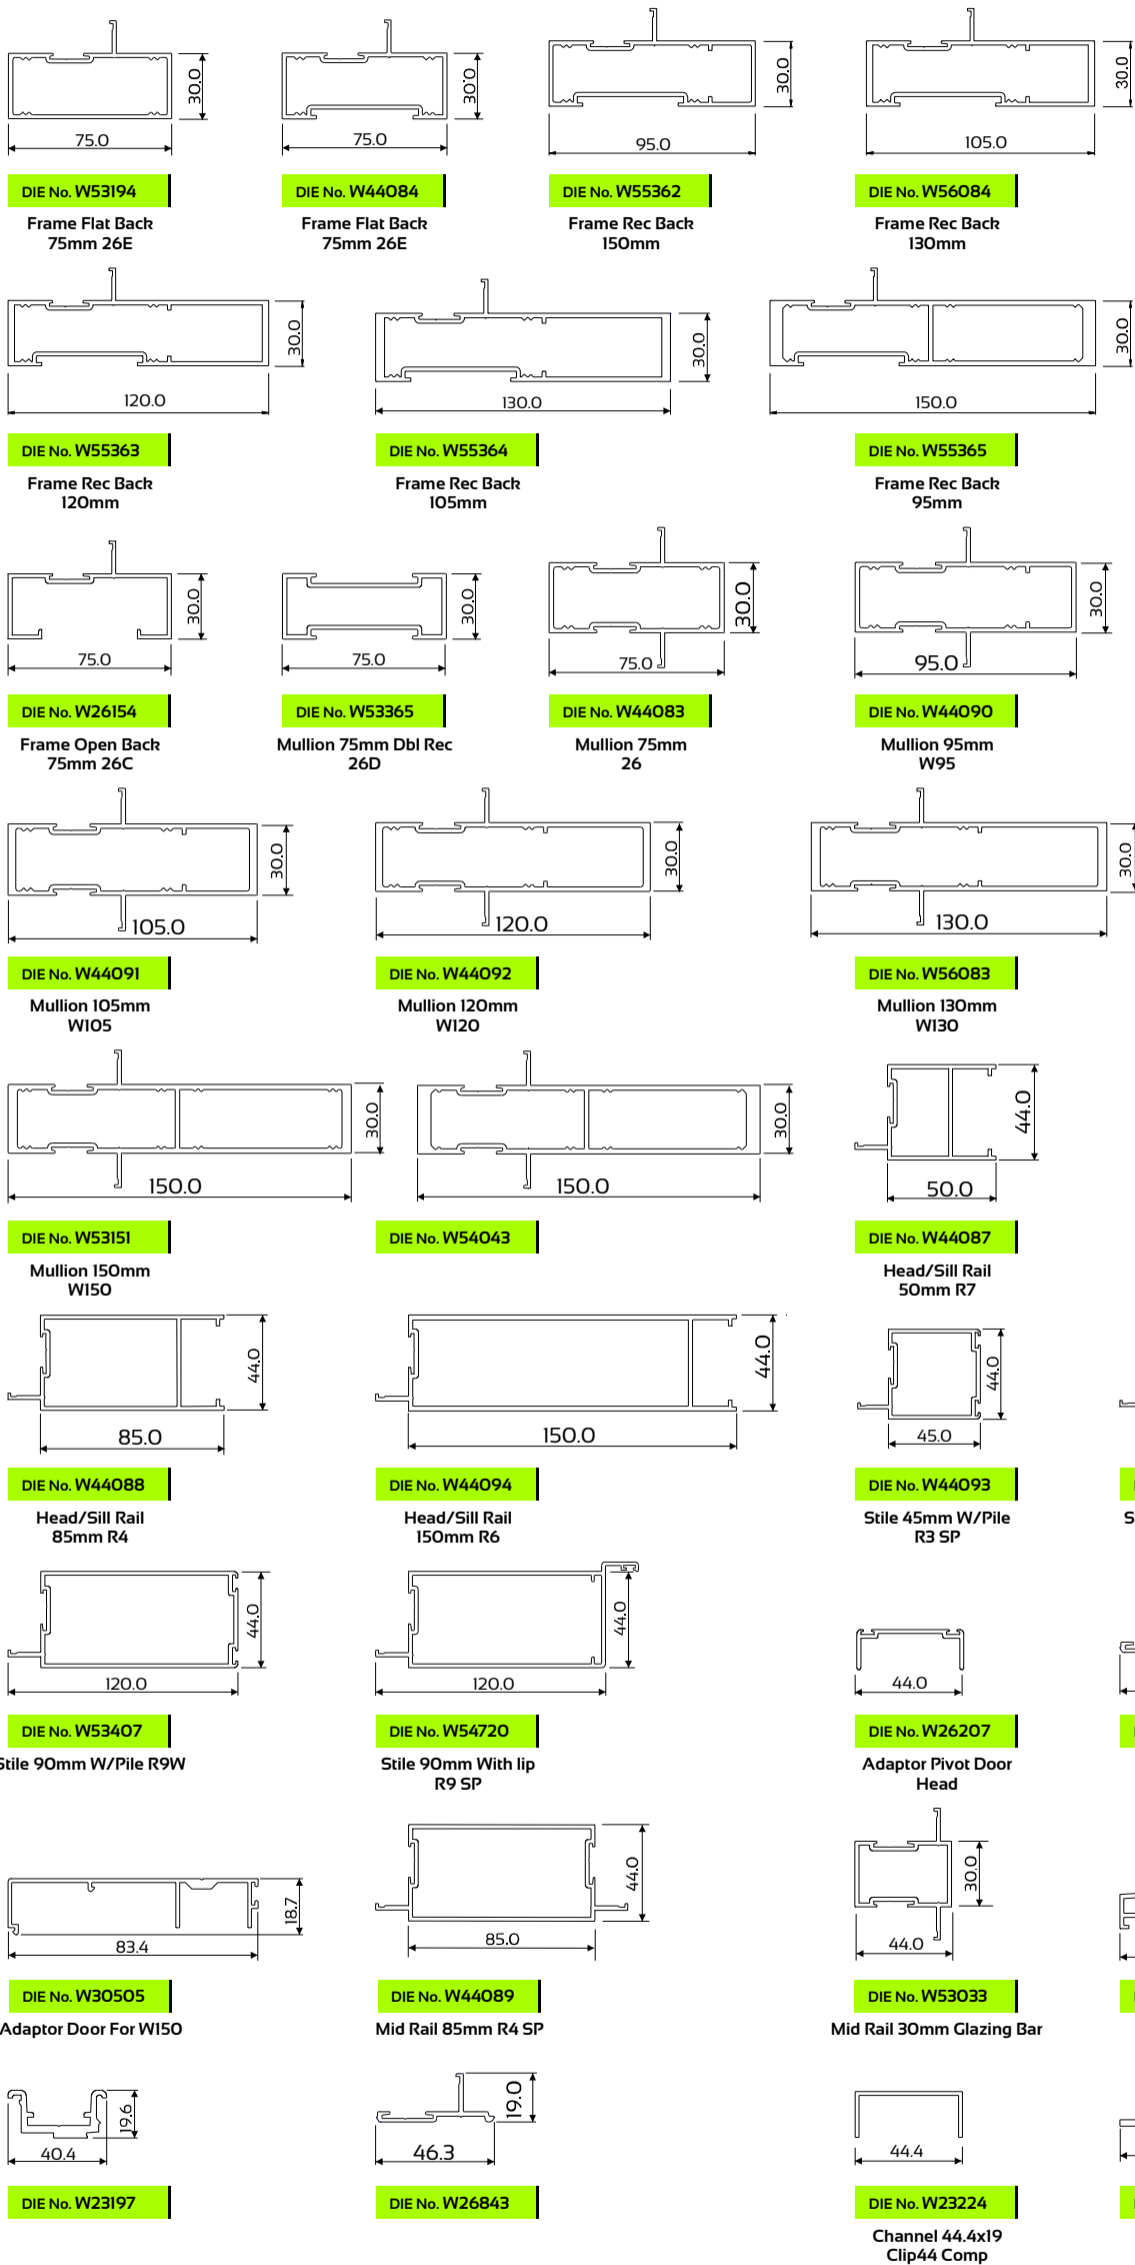 30.0
30.0
30.0
30.0
75.0
75.0
95.0
105.0
DIE No. W53194
DIE No. W44084
DIE No. W55362
DIE No. W56084
Frame Flat Back
75mm 26E
Frame Flat Back
75mm 26E
Frame Rec Back
150mm
Frame Rec Back
130mm
30.0
30.0
30.0
120.0
130.0
150.0
DIE No. W55363
DIE No. W55364
DIE No. W55365
Frame Rec Back
120mm
Frame Rec Back
105mm
Frame Rec Back
95mm
30.0
30.0
30.0
30.0
75.0
75.0
75.0
95.0
DIE No. W26154
DIE No. W53365
DIE No. W44083
DIE No. W44090
Frame Open Back
75mm 26C
Mullion 75mm Dbl Rec
26D
Mullion 75mm
26
Mullion 95mm
W95
30.0
30.0
30.0
105.0
120.0
130.0
DIE No. W44091
DIE No. W44092
DIE No. W56083
Mullion 105mm
W105
Mullion 120mm
W120
Mullion 130mm
W130
30.0
30.0
44.0
150.0
150.0
50.0
DIE No. W53151
DIE No. W54043
DIE No. W44087
Mullion 150mm
W150
Head/Sill Rail
50mm R7
44.0
44.0
44.0
85.0
150.0
45.0
DIE No. W44088
DIE No. W44094
DIE No. W44093
Head/Sill Rail
85mm R4
Head/Sill Rail
150mm R6
Stile 45mm W/Pile
R3 SP
S
44.0
44.0
120.0
120.0
44.0
DIE No. W53407
DIE No. W54720
DIE No. W26207
Stile 90mm W/Pile R9W
Stile 90mm With lip
R9 SP
Adaptor Pivot Door
Head
18.7
44.0
30.0
83.4
85.0
44.0
DIE No. W30505
DIE No. W44089
DIE No. W53033
Adaptor Door For W150
Mid Rail 85mm R4 SP
Mid Rail 30mm Glazing Bar
19.6
19.0
40.4
46.3
44.4
DIE No. W23197
DIE No. W26843
DIE No. W23224
Channel 44.4x19
Clip44 Comp